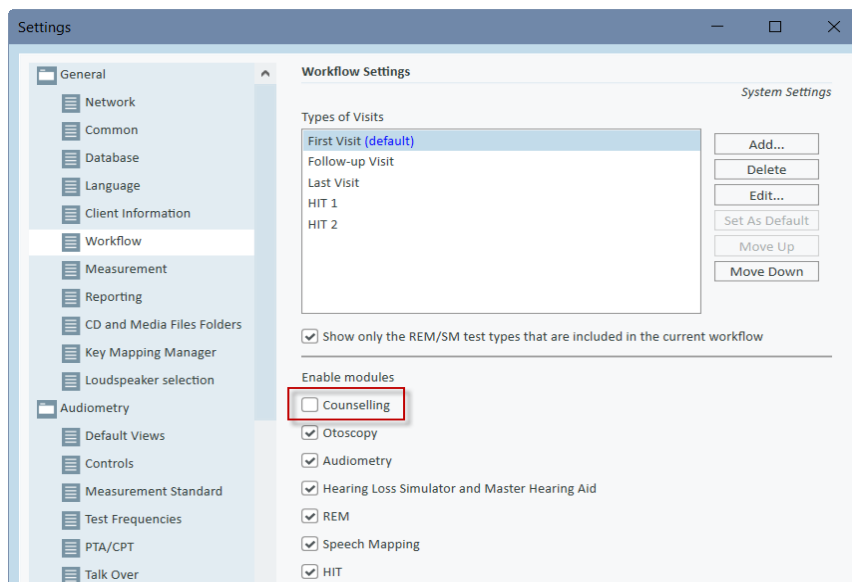 Settings
General
Network
Common
Database
Language
Client Information
Workflow
Measurement
Reporting
CD and Media Files Folders
Key Mapping Manager
Loudspeaker selection
Audiometry
Default Views
Controls
Measurement Standard
Test Frequencies
PTA/CPT
Talk Over
Workflow Settings
System Settings
Types of Visits
First Visit (default)
Follow-up Visit
Last Visit
HIT 1
HIT 2
Add...
Delete
Edit...
Set As Default
Move Up
Move Down
Show only the REM/SM test types that are included in the current workflow
Enable modules
Counselling
Otoscopy
Audiometry
Hearing Loss Simulator and Master Hearing Aid
REM
Speech Mapping
HIT